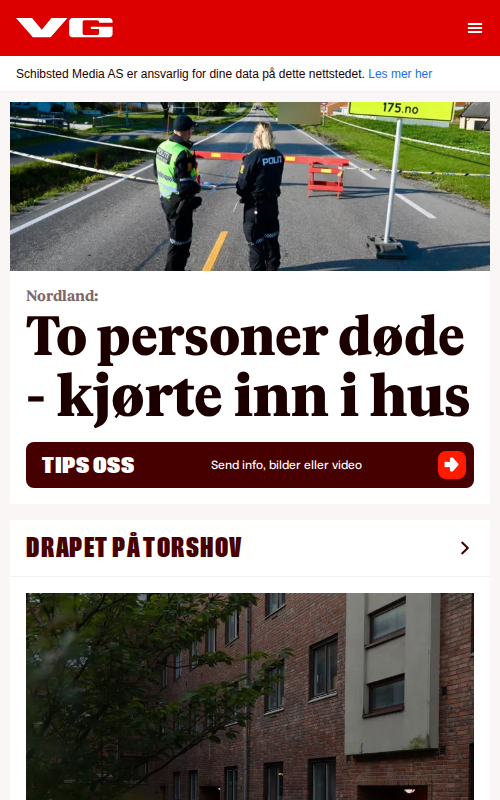 VG
Schibsted Media AS er ansvarlig for dine data på dette nettstedet. Les mer her
175.no
POLITI
Nordland:
To personer døde
- kjørte inn i hus
TIPS OSS
Send info, bilder eller video
DRAPET PÅ TORSHOV